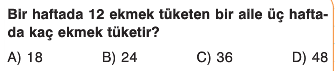 Bir haftada 12 ekmek tüketen bir aile üç hafta-
da kaç ekmek tüketir?
A) 18 B) 24 C) 36 D) 48